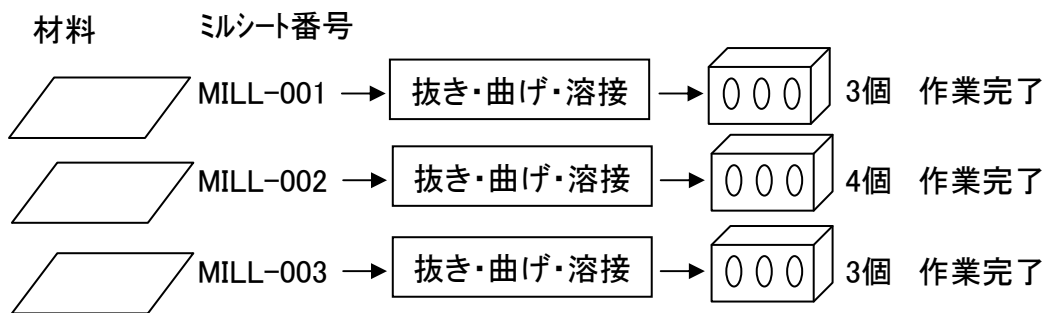 材料 ミルシート番号
MILL-001 抜き・曲げ・溶接 3個 作業完了
MILL-002 抜き・曲げ・溶接 4個 作業完了
MILL-003 抜き・曲げ・溶接 3個 作業完了